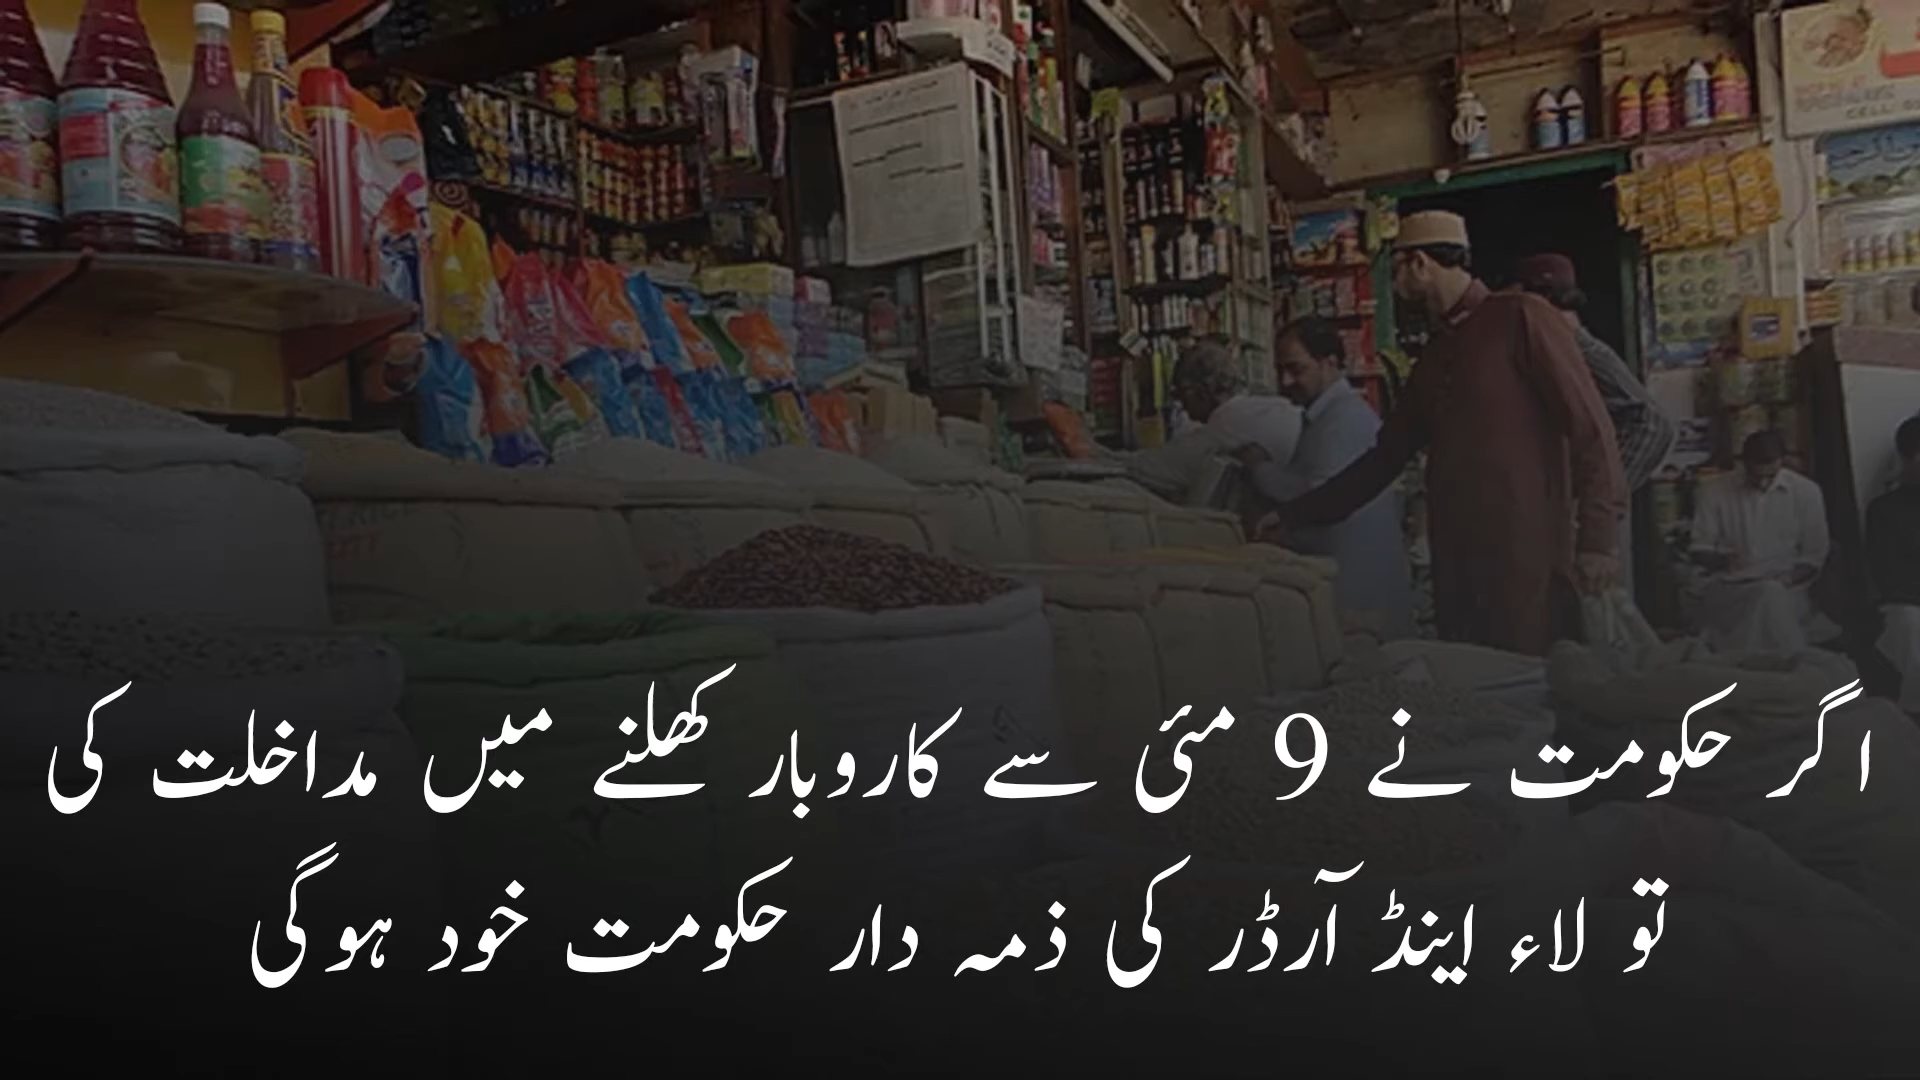 اگر حکومت نے 9 مئی سے کاروبار کھلنے میں مداخلت کی
تو لاء اینڈ آرڈر کی ذمہ دار حکومت خود ہوگی